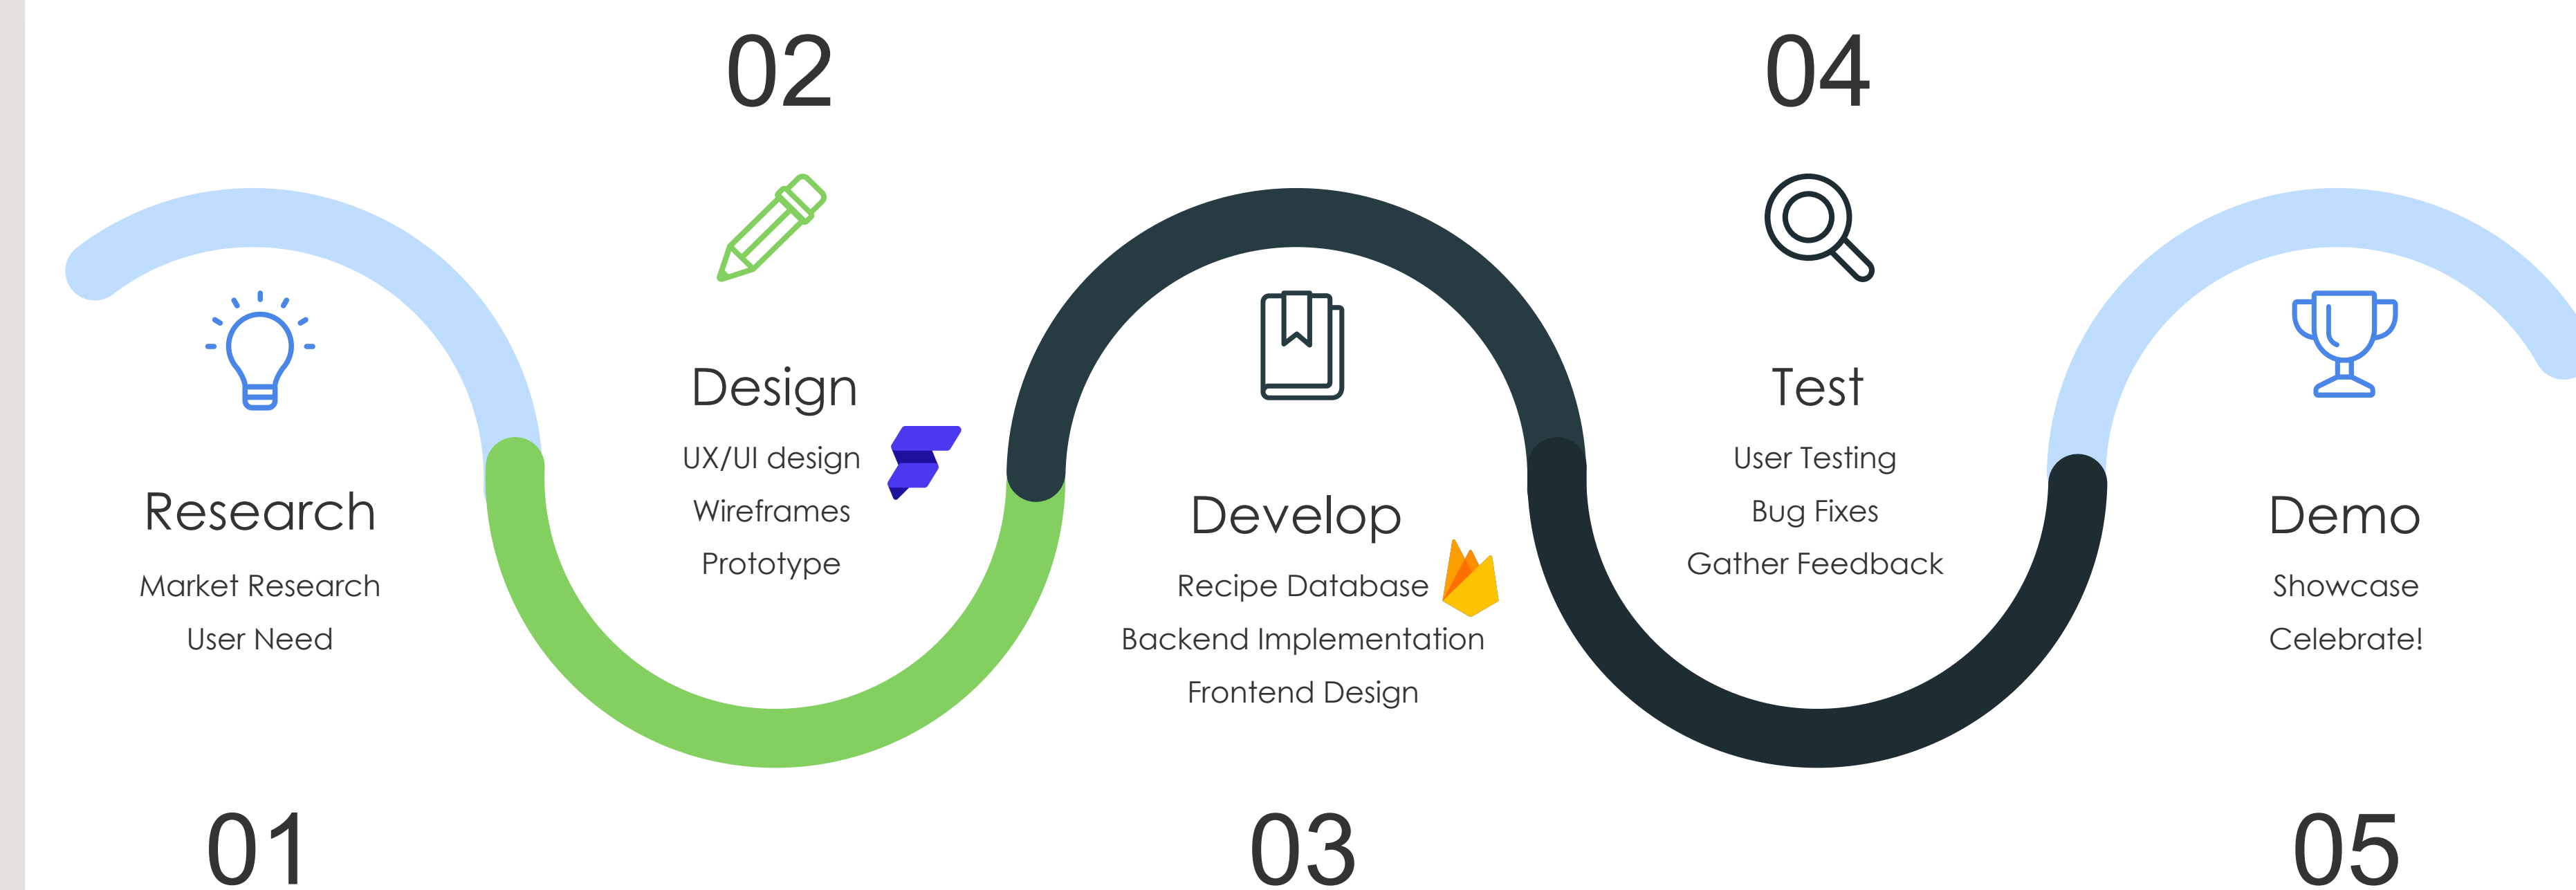 01
Research
Market Research
User Need
02
Design
UX/UI design
Wireframes
Prototype
03
Develop
Recipe Database
Backend Implementation
Frontend Design
04
Test
User Testing
Bug Fixes
Gather Feedback
05
Demo
Showcase
Celebrate!